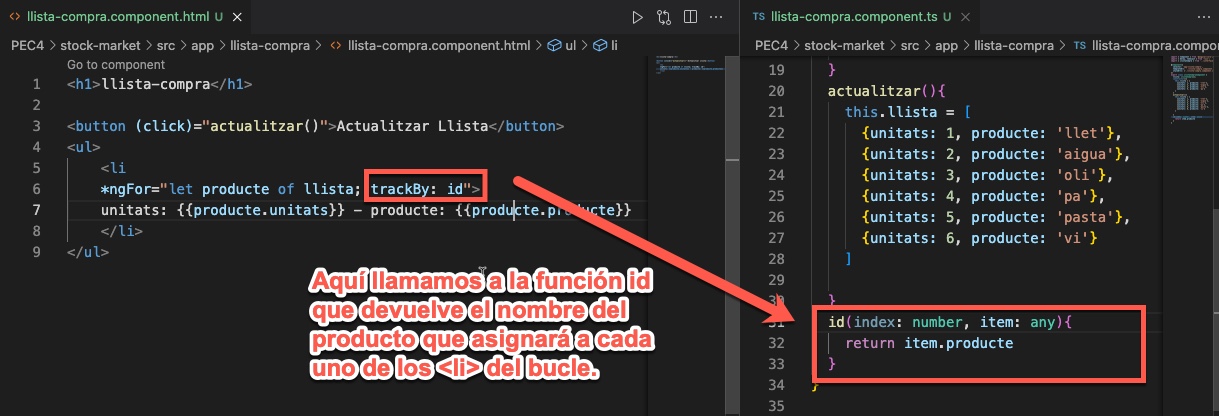 llista-compra.component.html U
PEC4 > stock-market > src > app > llista-compra > llista-compra.component.html > ul > li
Go to component
1 <h1>llista-compra</h1>
2
3 <button (click)="actualitzar()">Actualitzar Llista</button>
4 <ul>
5 <li
6 *ngFor="let producte of llista; trackBy: id">
7 unitats: {{producte.unitats}} – producte: {{producte.producte}}
8 </li>
9 </ul>
Aquí llamamos a la función id
que devuelve el nombre del
producto que asignará a cada
uno de los <li> del bucle.
TS llista-compra.component.ts U
PEC4 > stock-market > src > app > llista-compra > TS llista-compra.compon
19 }
20 actualitzar(){
21 this.llista = [
22 {unitats: 1, producte: 'llet'},
23 {unitats: 2, producte: 'aigua'},
24 {unitats: 3, producte: 'oli'},
25 {unitats: 4, producte: 'pa'},
26 {unitats: 5, producte: 'pasta'},
27 {unitats: 6, producte: 'vi'}
28 ]
29
30 }
31 id(index: number, item: any){
32 return item.producte
33 }
34 }
35